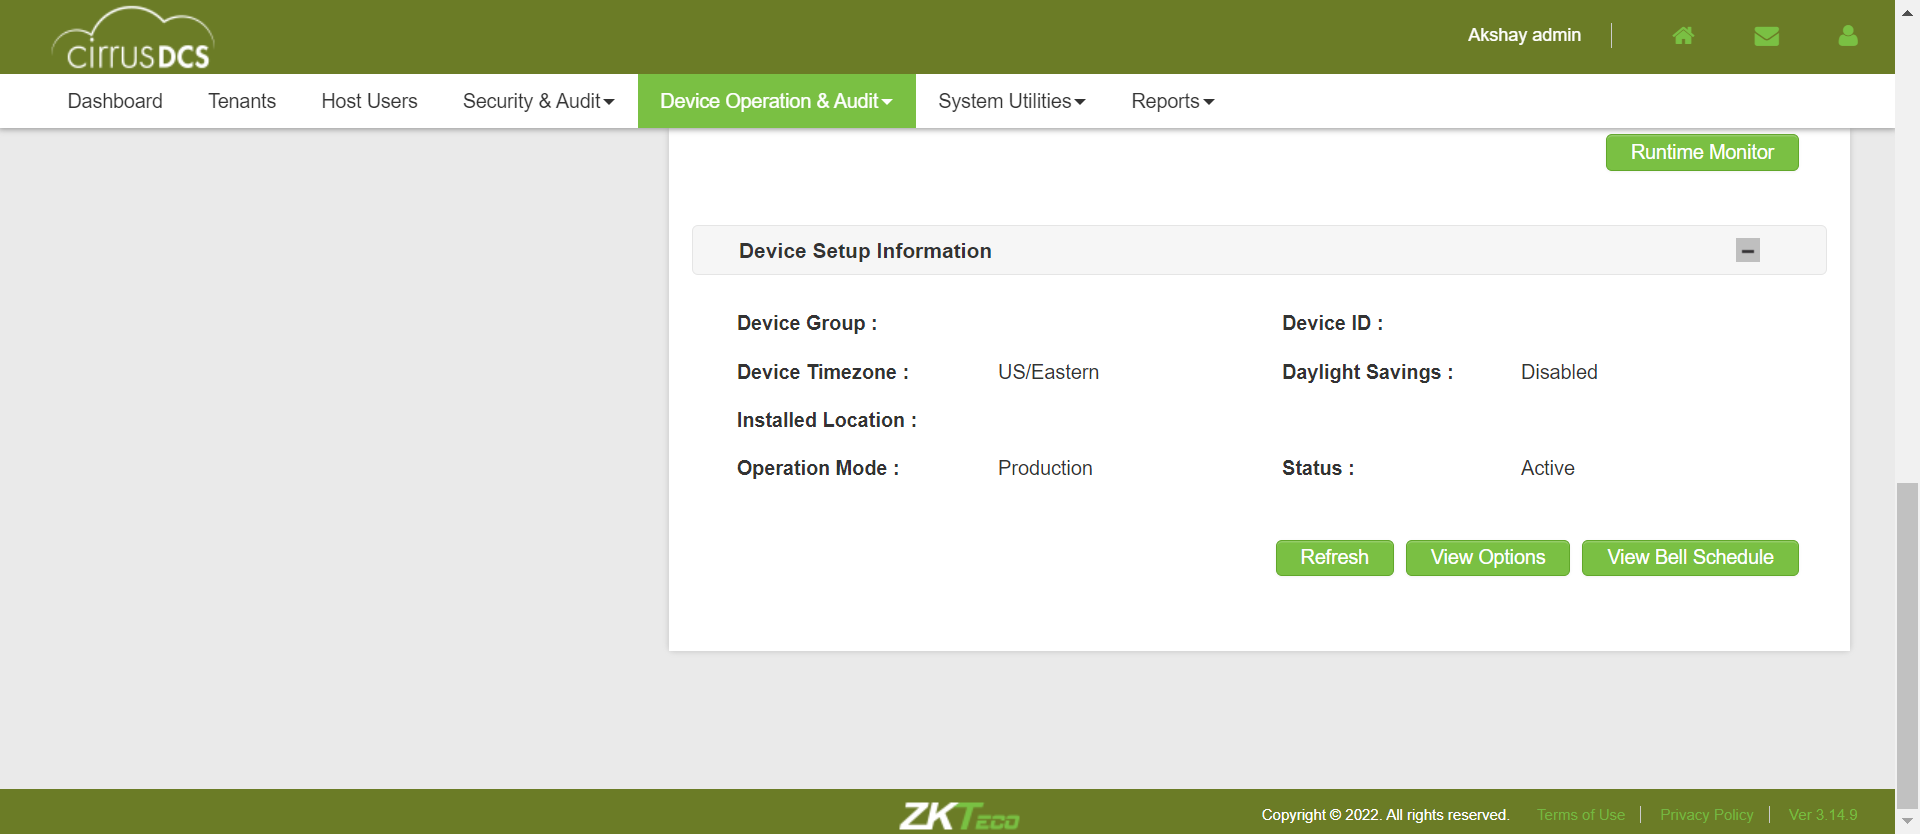 cirrusDCS
Akshay admin
Dashboard Tenants Host Users Security & Audit Device Operation & Audit System Utilities Reports
Runtime Monitor
Device Setup Information
Device Group : Device ID :
Device Timezone : US/Eastern Daylight Savings : Disabled
Installed Location :
Operation Mode : Production Status : Active
Refresh View Options View Bell Schedule
ZKTECO Copyright © 2022. All rights reserved. Terms of Use Privacy Policy Ver 3.14.9